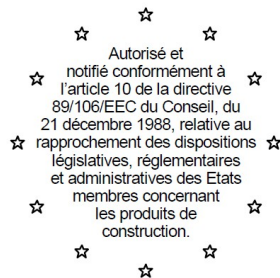 Autorisé et
notifié conformément à
l'article 10 de la directive
89/106/EEC du Conseil, du
21 décembre 1988, relative au
rapprochement des dispositions
législatives, réglementaires
et administratives des Etats
membres concernant
les produits de
construction.